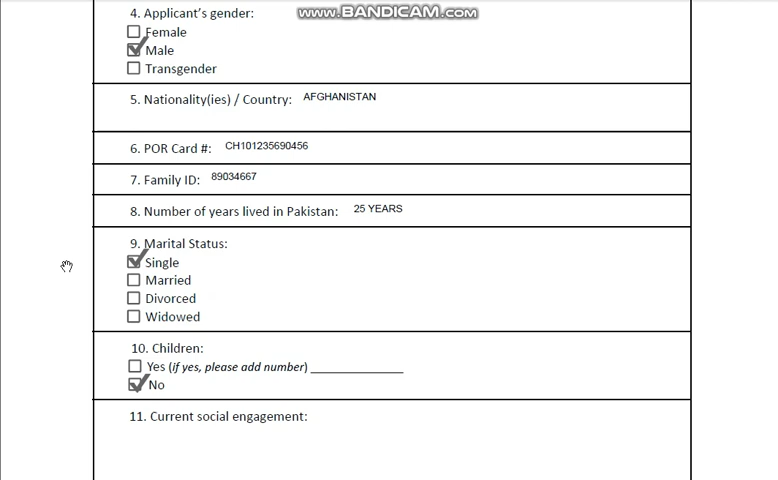 www.BANDICAM.com
4. Applicant's gender:
Female
Male
Transgender
5. Nationality(ies) / Country: AFGHANISTAN
6. POR Card #: CH101235690456
7. Family ID: 89034667
8. Number of years lived in Pakistan: 25 YEARS
9. Marital Status:
Single
Married
Divorced
Widowed
10. Children:
Yes (if yes, please add number) _______________
No
11. Current social engagement: